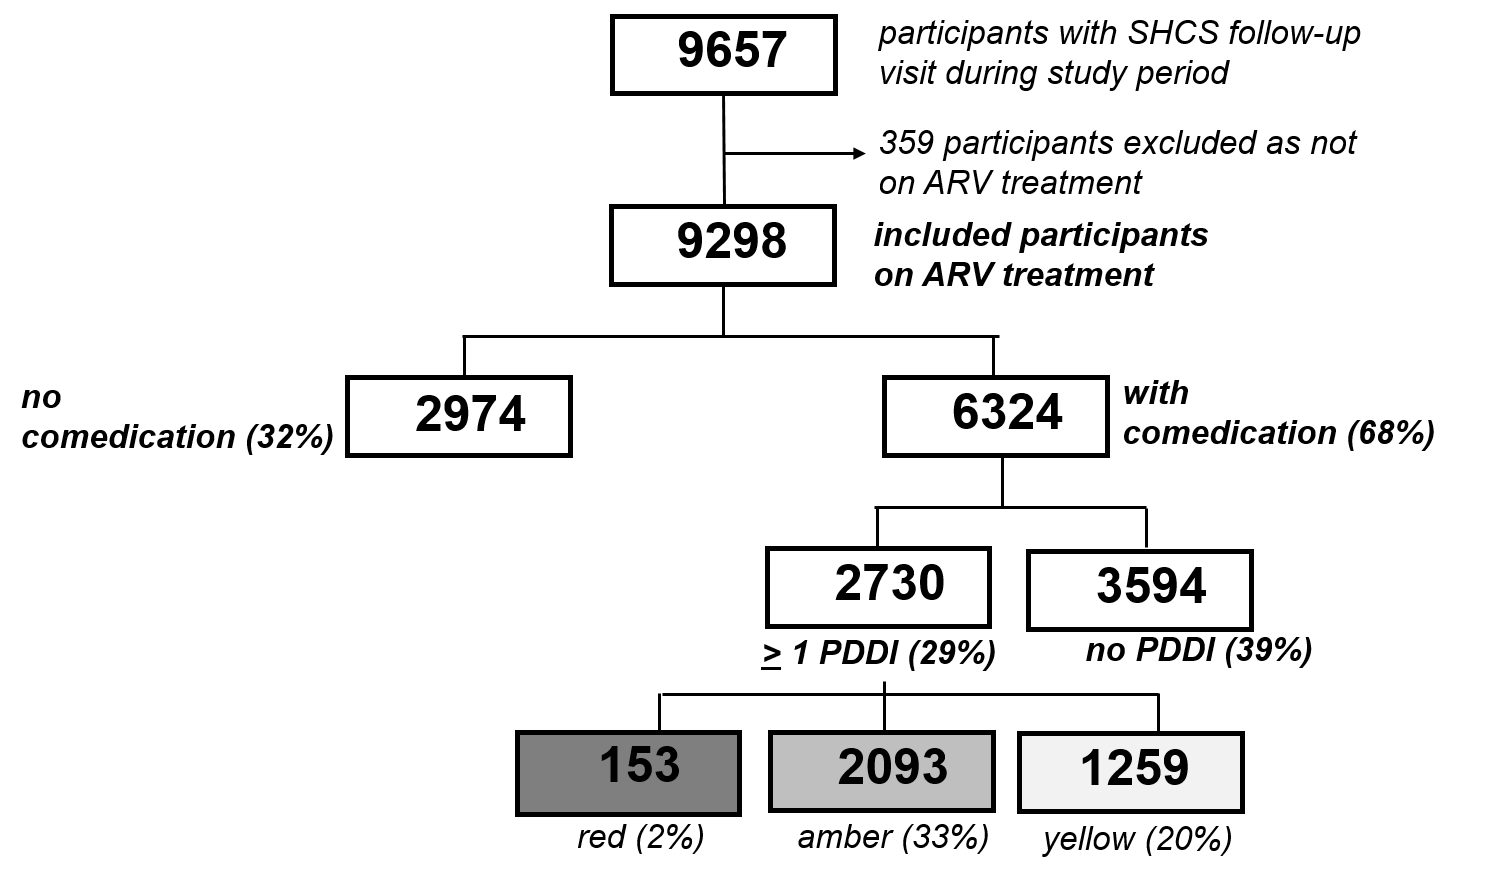 9657
participants with SHCS follow-up
visit during study period
359 participants excluded as not
on ARV treatment
9298
included participants
on ARV treatment
no
comedication (32%)
2974
6324
with
comedication (68%)
2730
≥ 1 PDDI (29%)
3594
no PDDI (39%)
153
red (2%)
2093
amber (33%)
1259
yellow (20%)